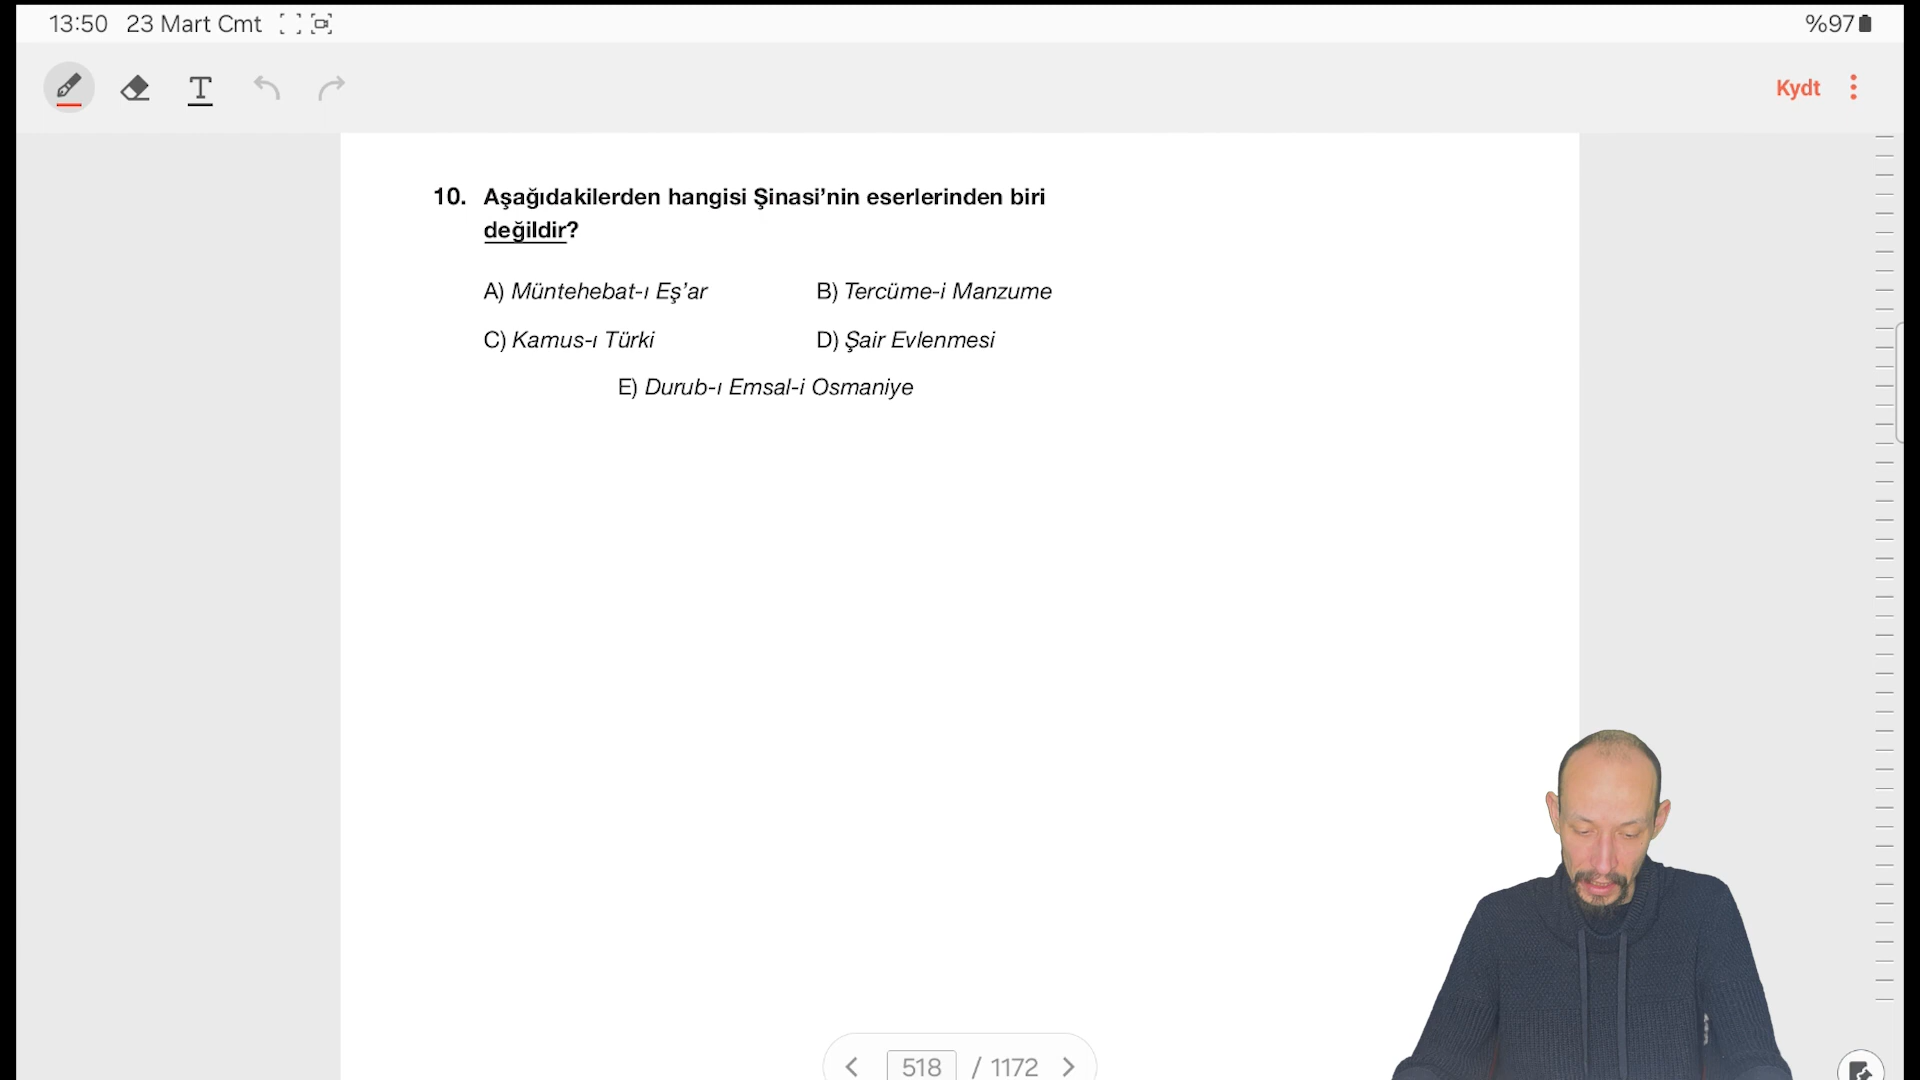 13:50 23 Mart Cmt %97
T Kydt
10. Aşağıdakilerden hangisi Şinasi’nin eserlerinden biri
değildir?
A) Müntehebat-ı Eş’ar B) Tercüme-i Manzume
C) Kamus-ı Türki D) Şair Evlenmesi
E) Durub-ı Emsal-i Osmaniye
518 / 1172